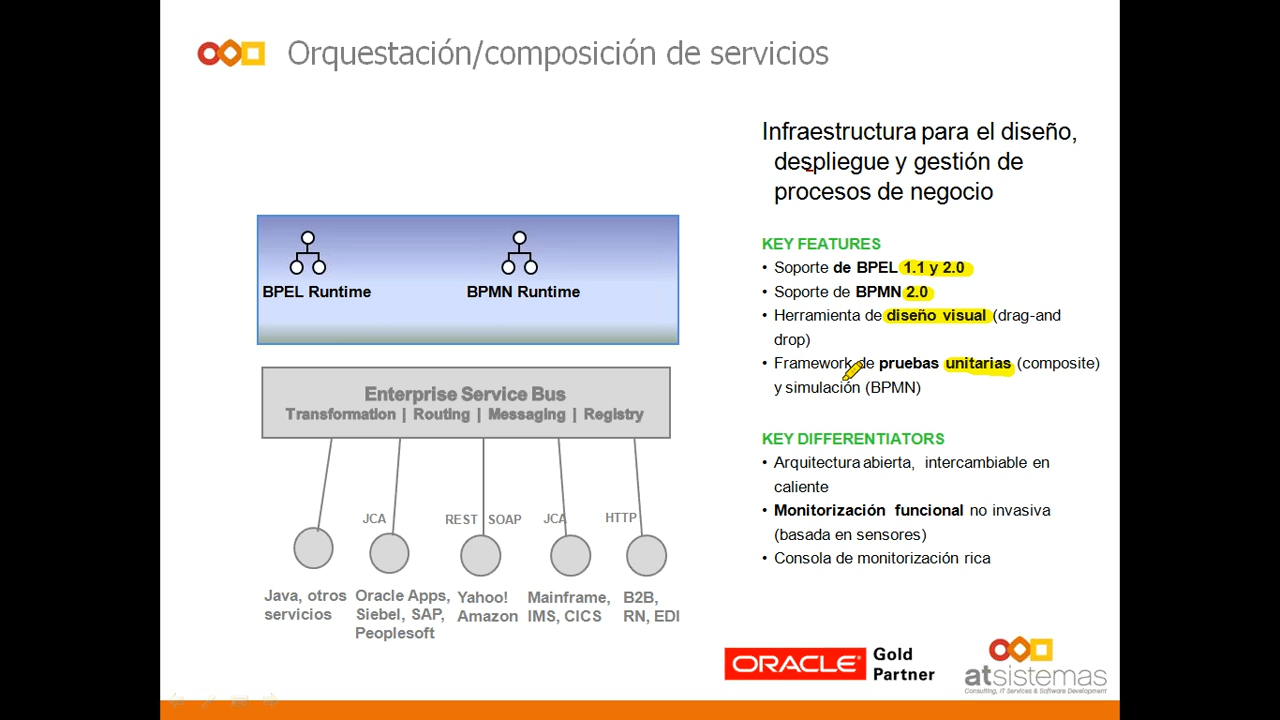 Orquestación/composición de servicios
Infraestructura para el diseño,
despliegue y gestión de
procesos de negocio
BPEL Runtime
BPMN Runtime
Enterprise Service Bus
Transformation | Routing | Messaging | Registry
JCA
REST
SOAP
JCA
HTTP
Java, otros
servicios
Oracle Apps,
Siebel, SAP,
Peoplesoft
Yahoo!
Amazon
Mainframe,
IMS, CICS
B2B,
RN, EDI
KEY FEATURES
• Soporte de BPEL 1.1 y 2.0
• Soporte de BPMN 2.0
• Herramienta de diseño visual (drag-and
drop)
• Framework de pruebas unitarias (composite)
y simulación (BPMN)
KEY DIFFERENTIATORS
• Arquitectura abierta, intercambiable en
caliente
• Monitorización funcional no invasiva
(basada en sensores)
• Consola de monitorización rica
ORACLE Gold
Partner
atsistemas
Consulting, IT Services & Software Development